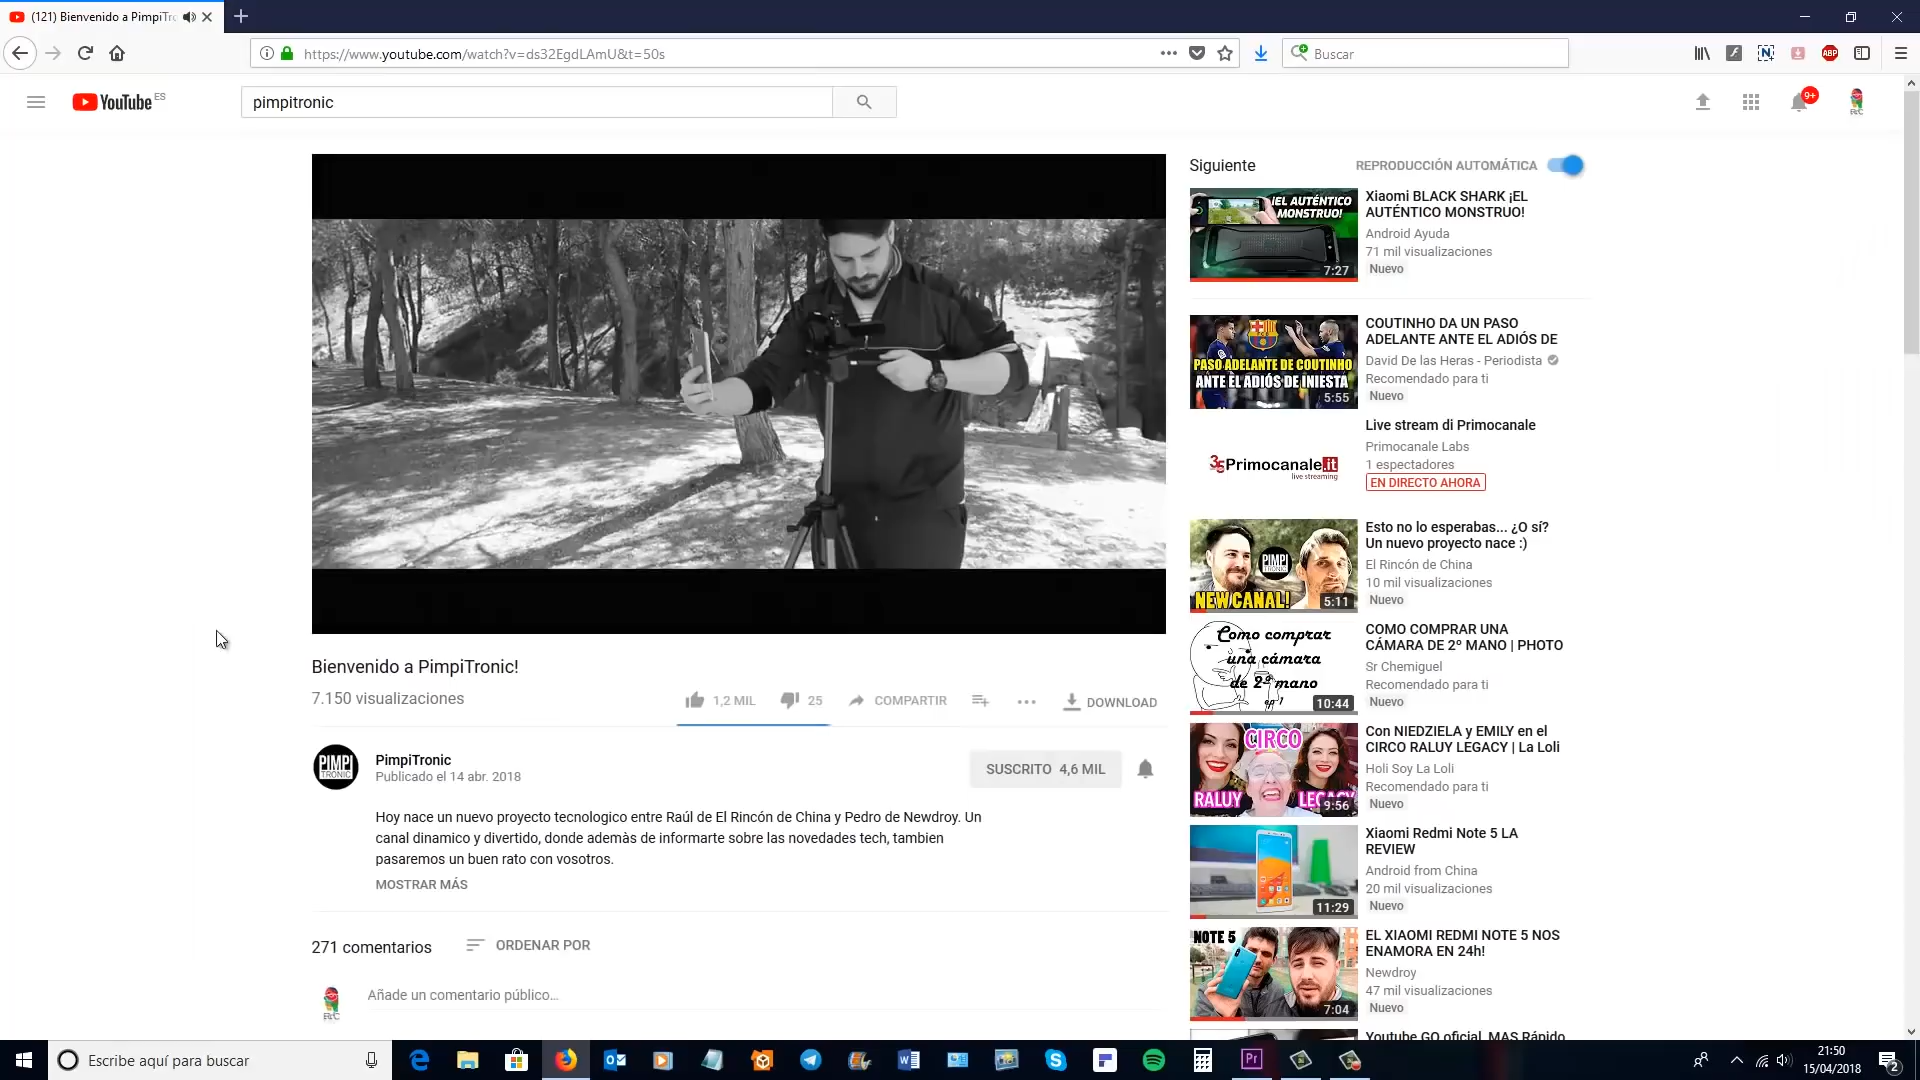 (121) Bienvenido a PimpiTro
https://www.youtube.com/watch?v=ds32EgdLAmU&t=50s
Buscar
ABP
YouTube ES
pimpitronic
9+
RrC
Siguiente
REPRODUCCIÓN AUTOMÁTICA
¡EL AUTÉNTICO
MONSTRUO!
7:27
Xiaomi BLACK SHARK ¡EL
AUTÉNTICO MONSTRUO!
Android Ayuda
71 mil visualizaciones
Nuevo
PASO ADELANTE DE COUTINHO
ANTE EL ADIÓS DE INIESTA
5:55
COUTINHO DA UN PASO
ADELANTE ANTE EL ADIÓS DE
David De las Heras - Periodista
Recomendado para ti
Nuevo
Primocanale.it
live streaming
Live stream di Primocanale
Primocanale Labs
1 espectadores
EN DIRECTO AHORA
PIMPI
TRONIC
NEW CANAL!
5:11
Esto no lo esperabas... ¿O sí?
Un nuevo proyecto nace :)
El Rincón de China
10 mil visualizaciones
Nuevo
Como comprar
una cámara
de 2ª mano
ep 1
10:44
COMO COMPRAR UNA
CÁMARA DE 2º MANO | PHOTO
Sr Chemiguel
Recomendado para ti
Nuevo
CIRCO
RALUY LEGACY
9:56
Con NIEDZIELA y EMILY en el
CIRCO RALUY LEGACY | La Loli
Holi Soy La Loli
Recomendado para ti
Nuevo
11:29
Xiaomi Redmi Note 5 LA
REVIEW
Android from China
20 mil visualizaciones
Nuevo
NOTE 5
7:04
EL XIAOMI REDMI NOTE 5 NOS
ENAMORA EN 24h!
Newdroy
47 mil visualizaciones
Nuevo
Youtube GO oficial, MAS Rápido
Bienvenido a PimpiTronic!
7.150 visualizaciones
1,2 MIL
25
COMPARTIR
DOWNLOAD
PIMPI
TRONIC
PimpiTronic
Publicado el 14 abr. 2018
SUSCRITO 4,6 MIL
Hoy nace un nuevo proyecto tecnologico entre Raúl de El Rincón de China y Pedro de Newdroy. Un
canal dinamico y divertido, donde ademàs de informarte sobre las novedades tech, tambien
pasaremos un buen rato con vosotros.
MOSTRAR MÁS
271 comentarios
ORDENAR POR
RrC
Añade un comentario público...
Escribe aquí para buscar
Pr
21:50
15/04/2018
2